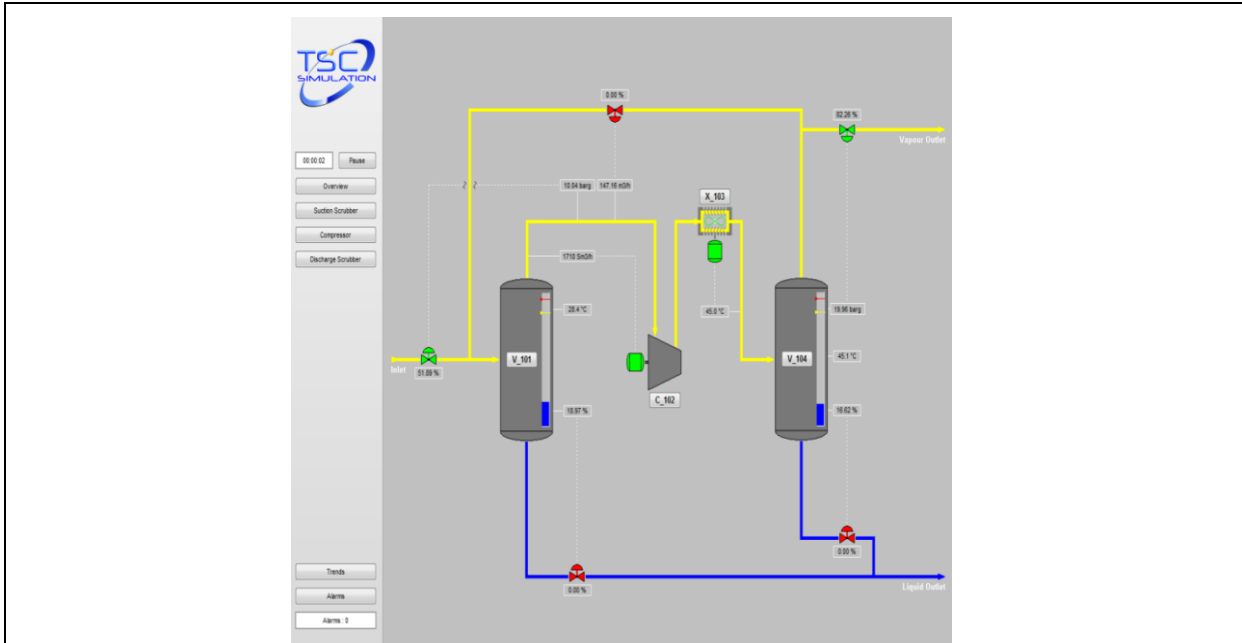 TSC
SIMULATION
00:00:02 Pause
Overview
Suction Scrubber
Compressor
Discharge Scrubber
Trends
Alarms
Alarms : 0
0.00 %
82.26 %
Vapour Outlet
10.04 barg 147.16 m3/h
X_103
1710 Sm3/h
28.4 °C
45.0 °C
19.96 barg
Inlet
51.89 %
V_101
C_102
V_104
45.1 °C
18.97 %
16.62 %
0.00 %
0.00 %
Liquid Outlet